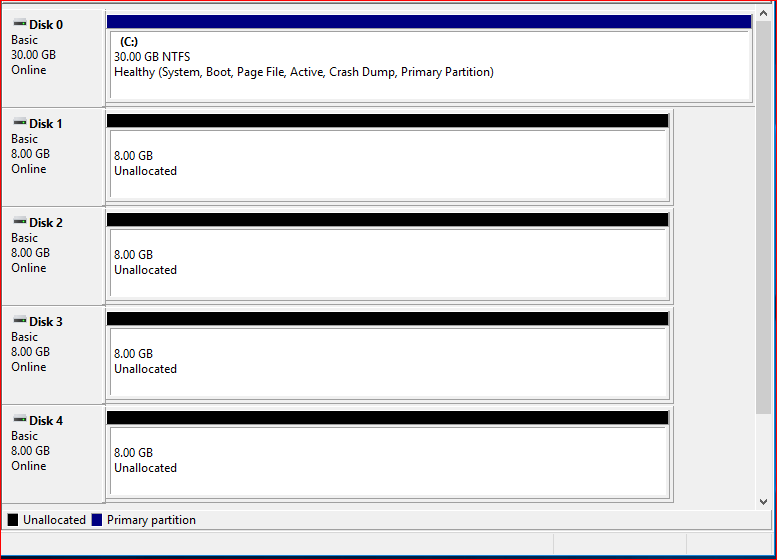 Disk 0
Basic
30.00 GB
Online
(C:)
30.00 GB NTFS
Healthy (System, Boot, Page File, Active, Crash Dump, Primary Partition)
Disk 1
Basic
8.00 GB
Online
8.00 GB
Unallocated
Disk 2
Basic
8.00 GB
Online
8.00 GB
Unallocated
Disk 3
Basic
8.00 GB
Online
8.00 GB
Unallocated
Disk 4
Basic
8.00 GB
Online
8.00 GB
Unallocated
Unallocated Primary partition